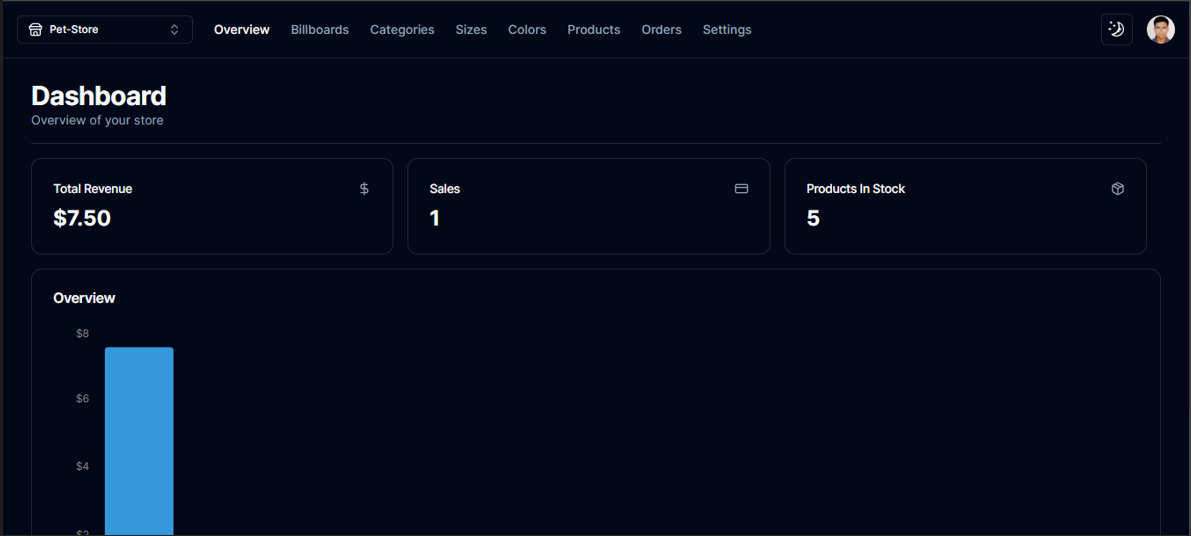 Pet-Store Overview Billboards Categories Sizes Colors Products Orders Settings
Dashboard
Overview of your store
Total Revenue
$7.50
Sales
1
Products In Stock
5
Overview
$8
$6
$4
$2